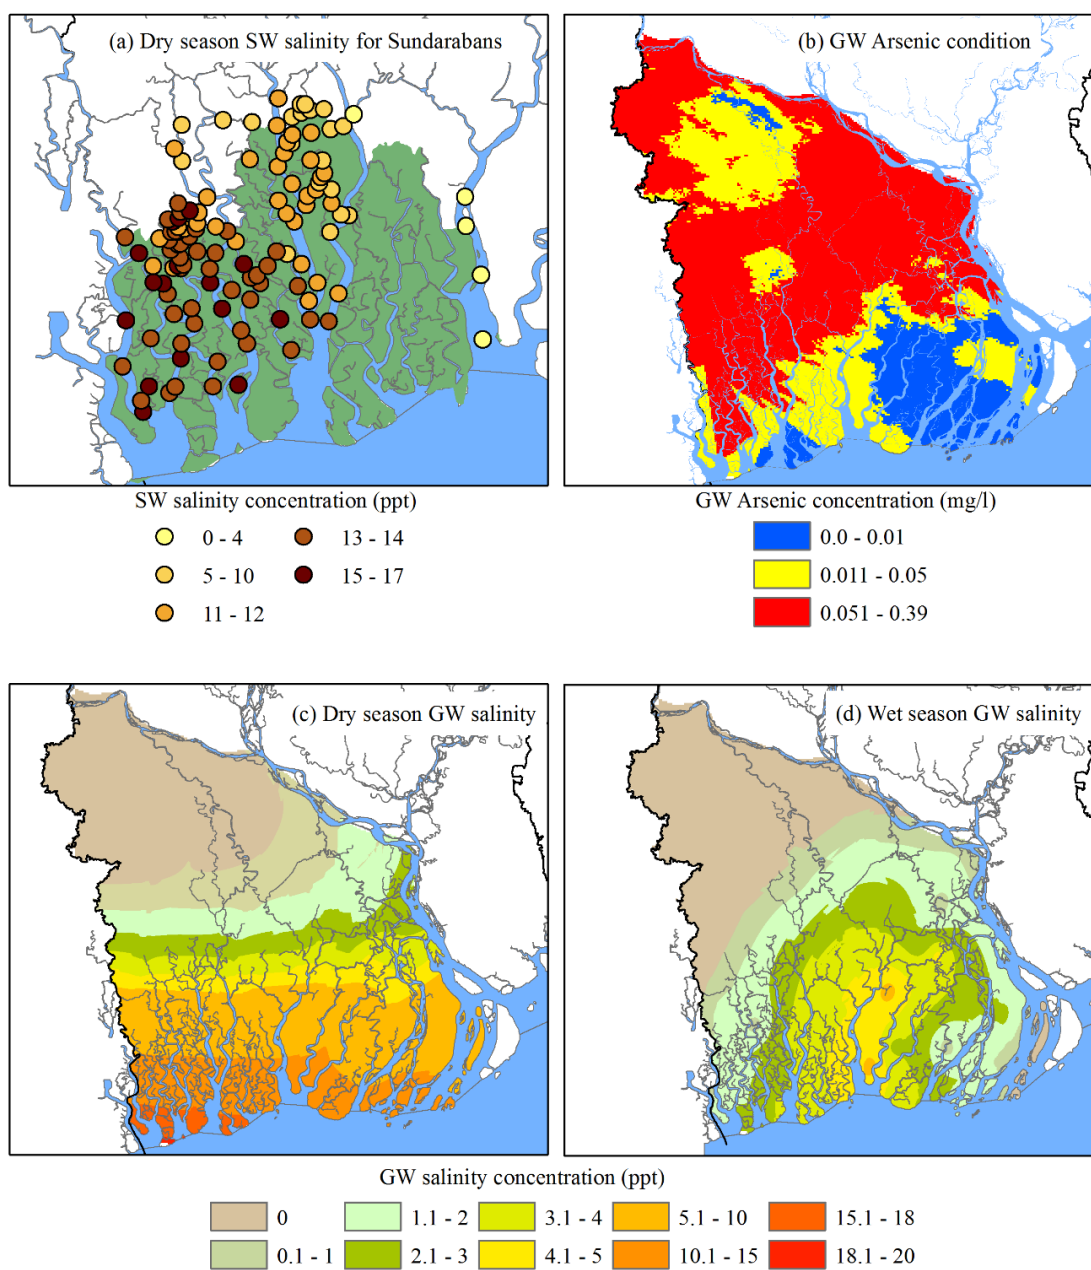 (a) Dry season SW salinity for Sundarabans
(b) GW Arsenic condition
SW salinity concentration (ppt)
0 - 4
13 - 14
5 - 10
15 - 17
11 - 12
GW Arsenic concentration (mg/l)
0.0 - 0.01
0.011 - 0.05
0.051 - 0.39
(c) Dry season GW salinity
(d) Wet season GW salinity
GW salinity concentration (ppt)
0
1.1 - 2
3.1 - 4
5.1 - 10
15.1 - 18
0.1 - 1
2.1 - 3
4.1 - 5
10.1 - 15
18.1 - 20